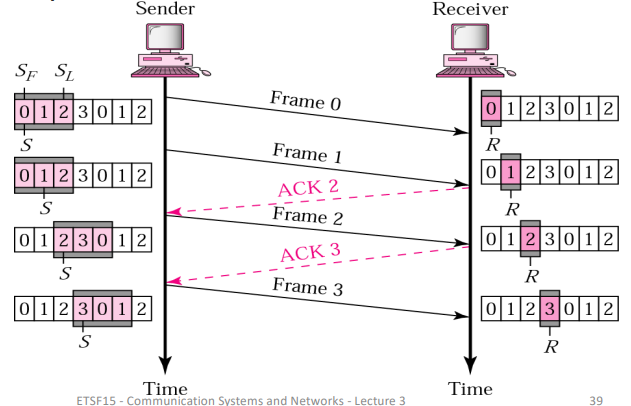 Sender
Receiver
S_F S_L
0 1 2 3 0 1 2
S
Frame 0
0 1 2 3 0 1 2
R
0 1 2 3 0 1 2
S
Frame 1
ACK 2
0 1 2 3 0 1 2
R
0 1 2 3 0 1 2
S
Frame 2
ACK 3
0 1 2 3 0 1 2
R
0 1 2 3 0 1 2
S
Frame 3
0 1 2 3 0 1 2
R
Time
Time
ETSF15 - Communication Systems and Networks - Lecture 3
39